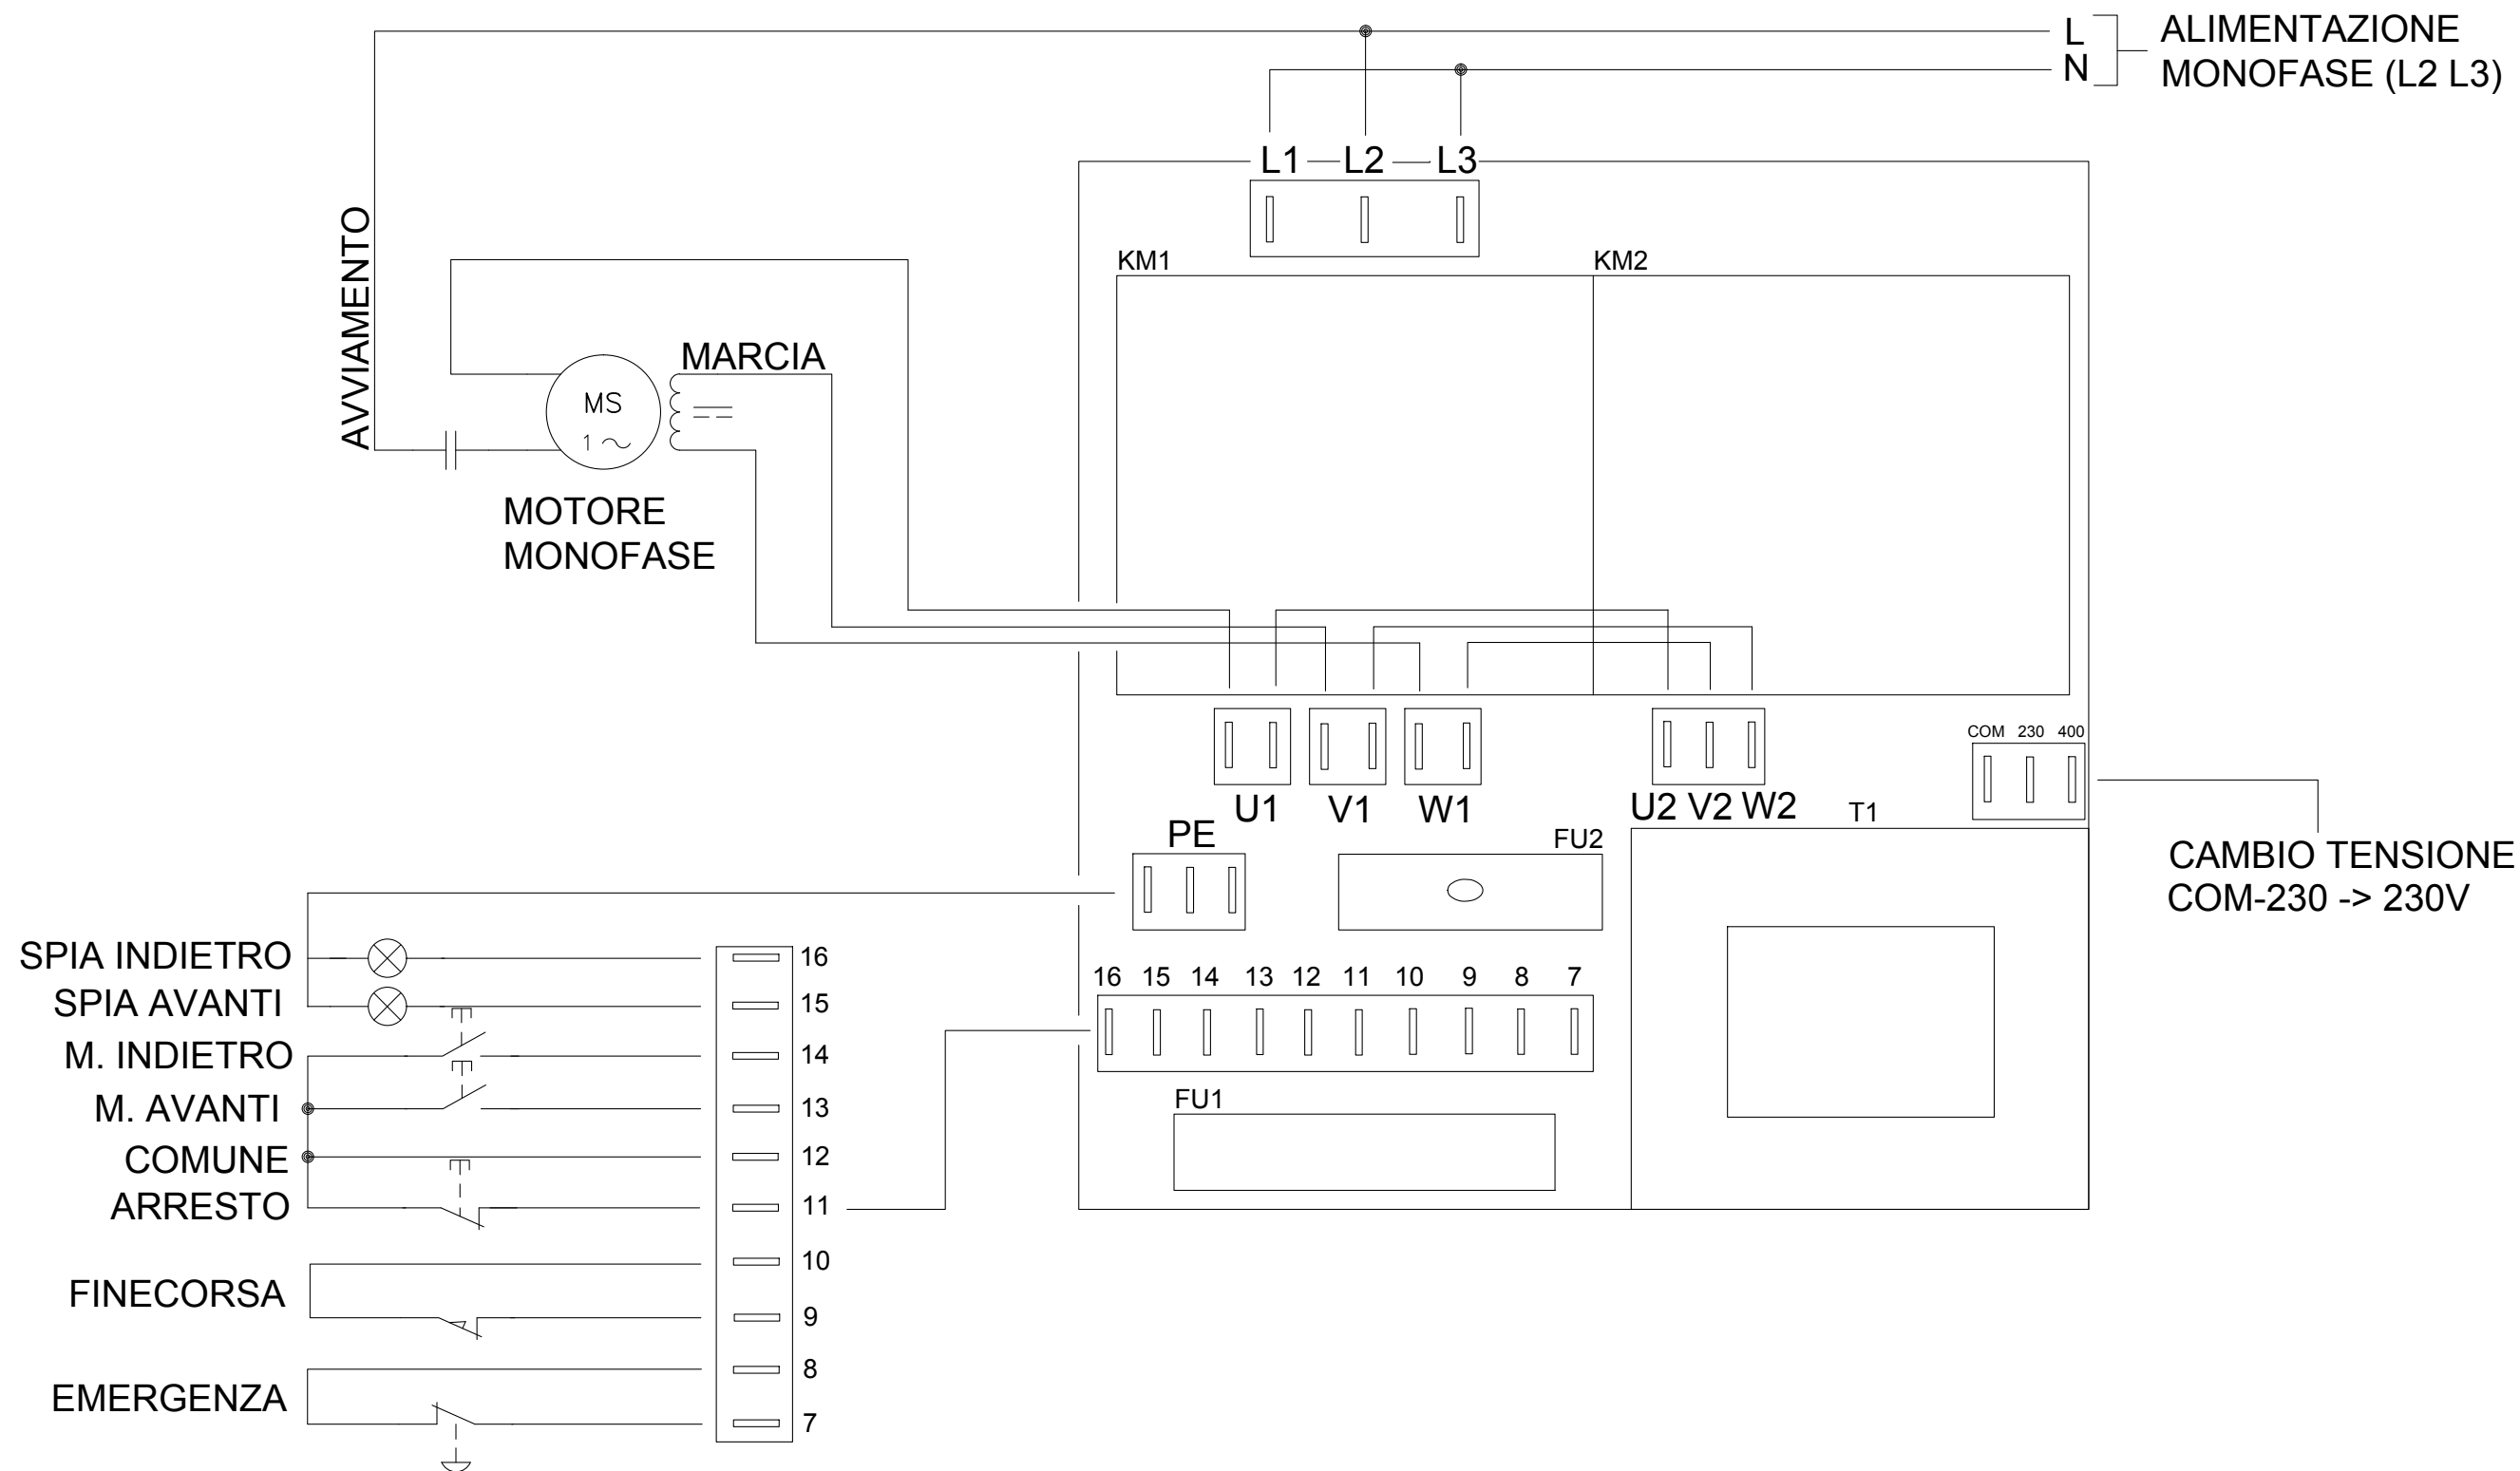 L
N
ALIMENTAZIONE
MONOFASE (L2 L3)
L1 L2 L3
AVVIAMENTO
KM1
KM2
MARCIA
MS
1 ~
MOTORE
MONOFASE
COM 230 400
U1 V1 W1
U2 V2 W2
T1
PE
FU2
CAMBIO TENSIONE
COM-230 -> 230V
16 15 14 13 12 11 10 9 8 7
FU1
SPIA INDIETRO 16
SPIA AVANTI 15
M. INDIETRO 14
M. AVANTI 13
COMUNE 12
ARRESTO 11
10
FINECORSA
9
8
EMERGENZA
7